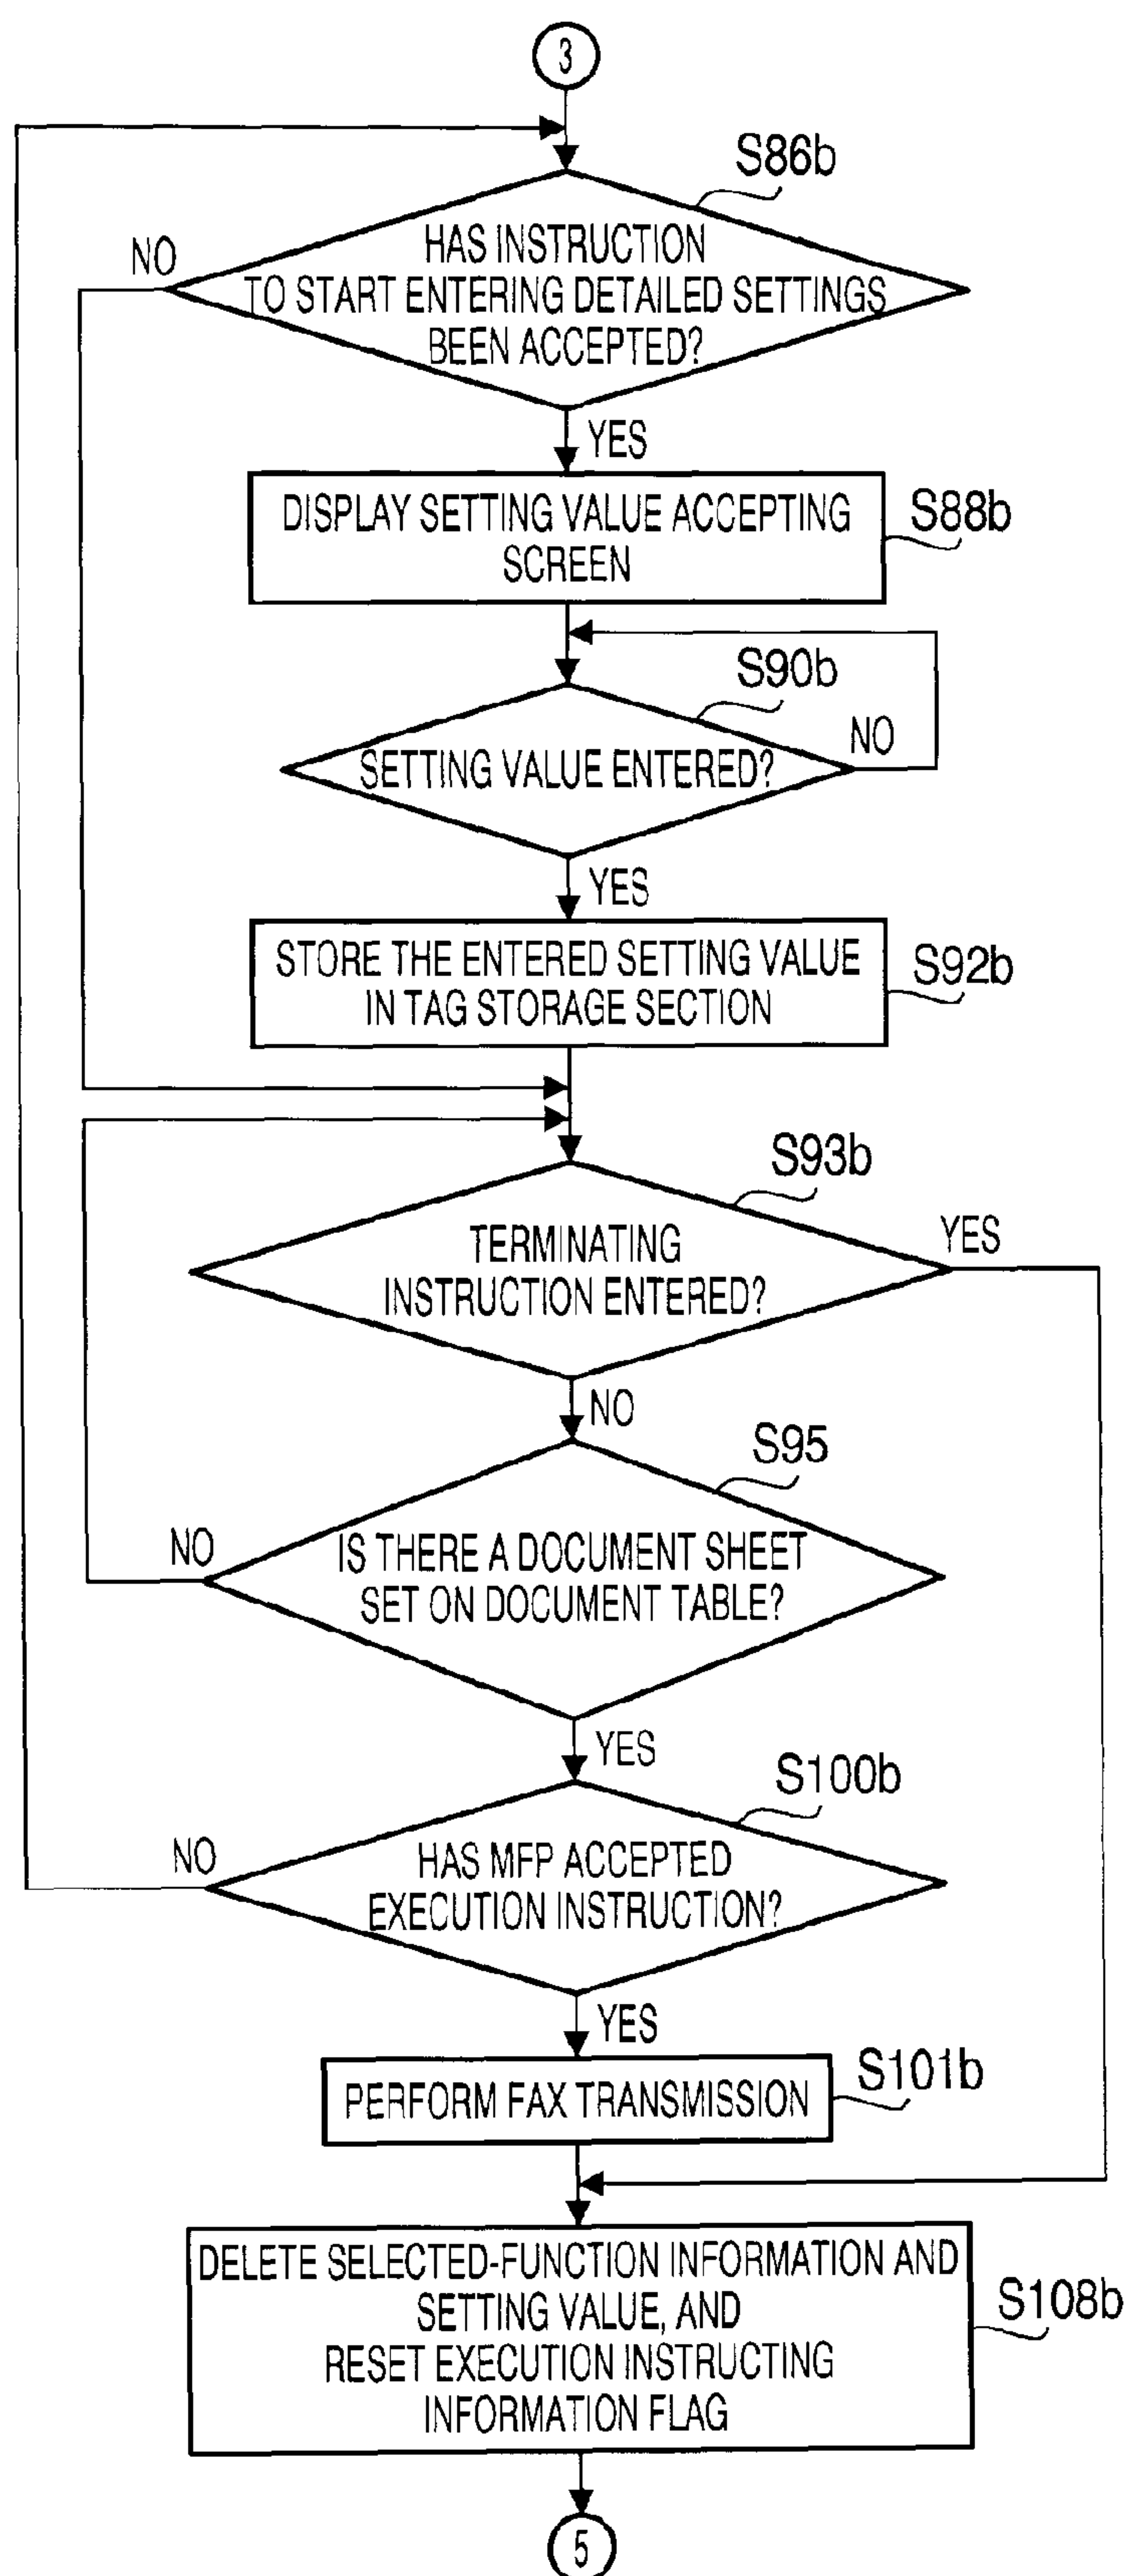 3
S86b
NO
HAS INSTRUCTION
TO START ENTERING DETAILED SETTINGS
BEEN ACCEPTED?
YES
DISPLAY SETTING VALUE ACCEPTING
SCREEN
S88b
S90b
SETTING VALUE ENTERED?
NO
YES
STORE THE ENTERED SETTING VALUE
IN TAG STORAGE SECTION
S92b
S93b
TERMINATING
INSTRUCTION ENTERED?
YES
NO
S95
NO
IS THERE A DOCUMENT SHEET
SET ON DOCUMENT TABLE?
YES
S100b
NO
HAS MFP ACCEPTED
EXECUTION INSTRUCTION?
YES
PERFORM FAX TRANSMISSION
S101b
DELETE SELECTED-FUNCTION INFORMATION AND
SETTING VALUE, AND
RESET EXECUTION INSTRUCTING
INFORMATION FLAG
S108b
5